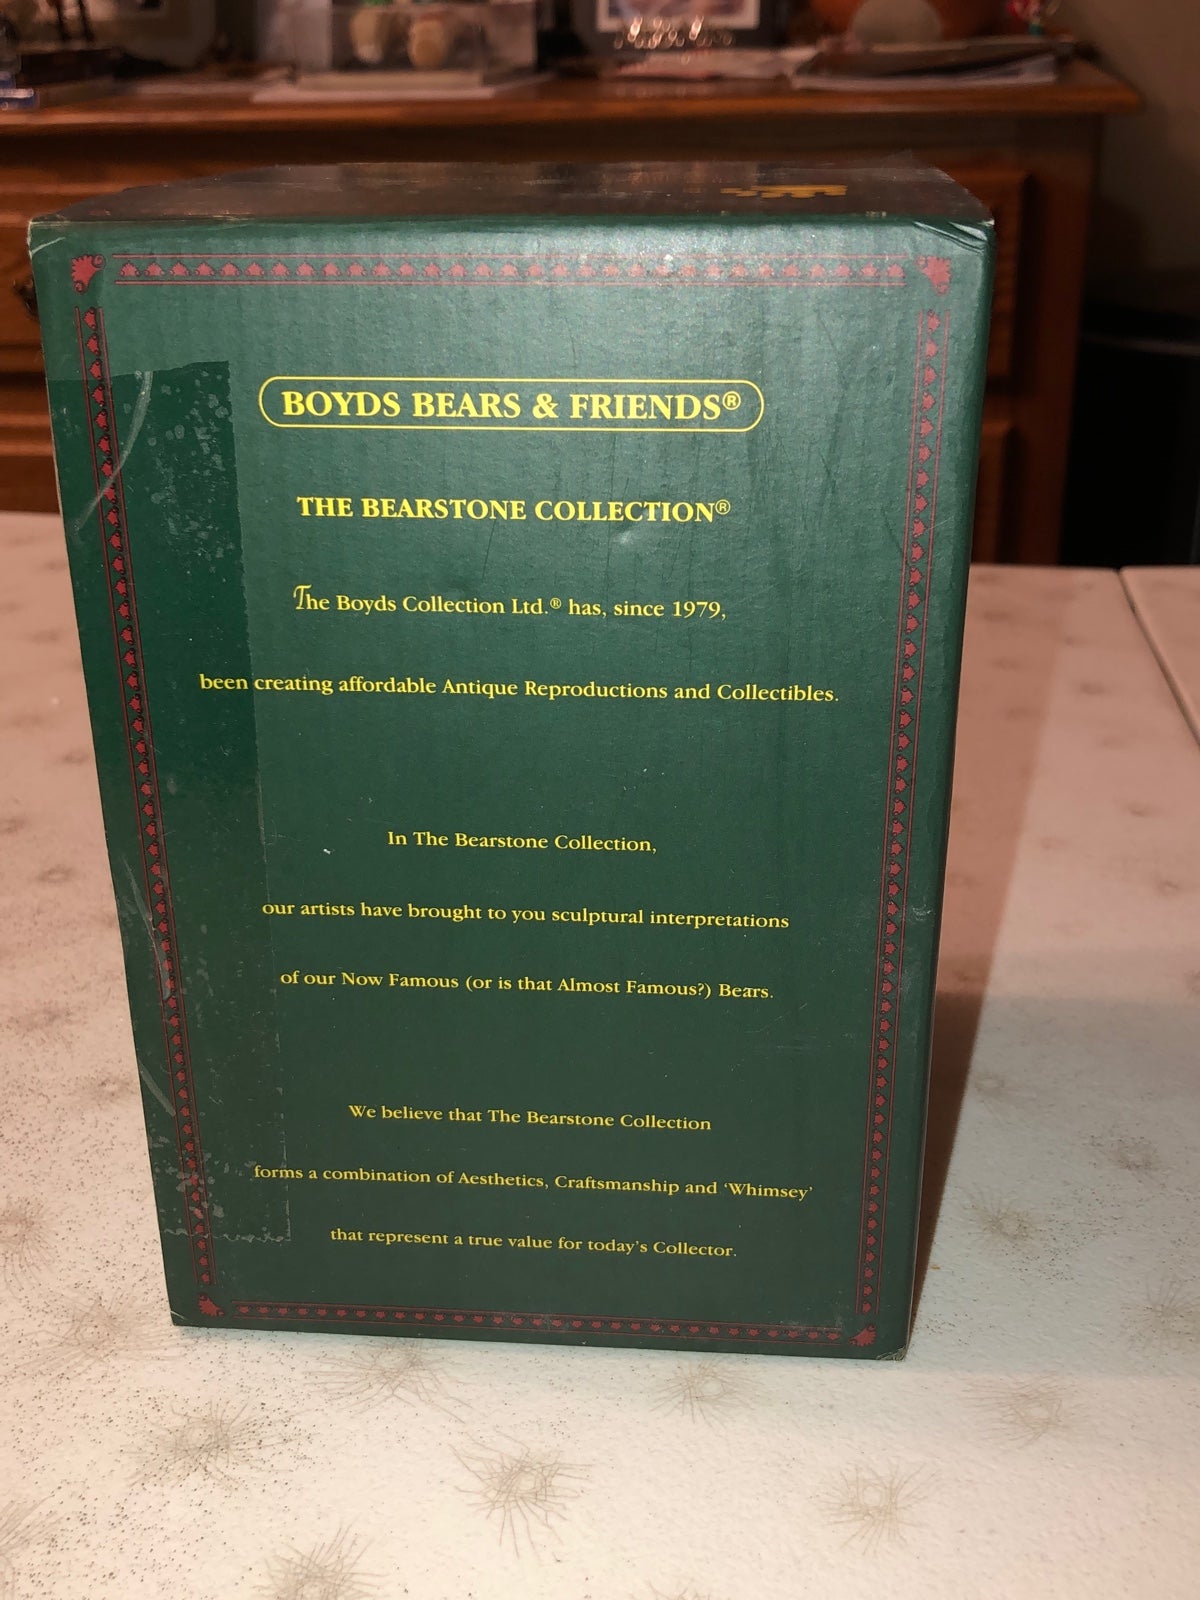 BOYDS BEARS & FRIENDS®
THE BEARSTONE COLLECTION®
The Boyds Collection Ltd.® has, since 1979,
been creating affordable Antique Reproductions and Collectibles.
In The Bearstone Collection,
our artists have brought to you sculptural interpretations
of our Now Famous (or is that Almost Famous?) Bears.
We believe that The Bearstone Collection
forms a combination of Aesthetics, Craftsmanship and ‘Whimsey’
that represent a true value for today’s Collector.